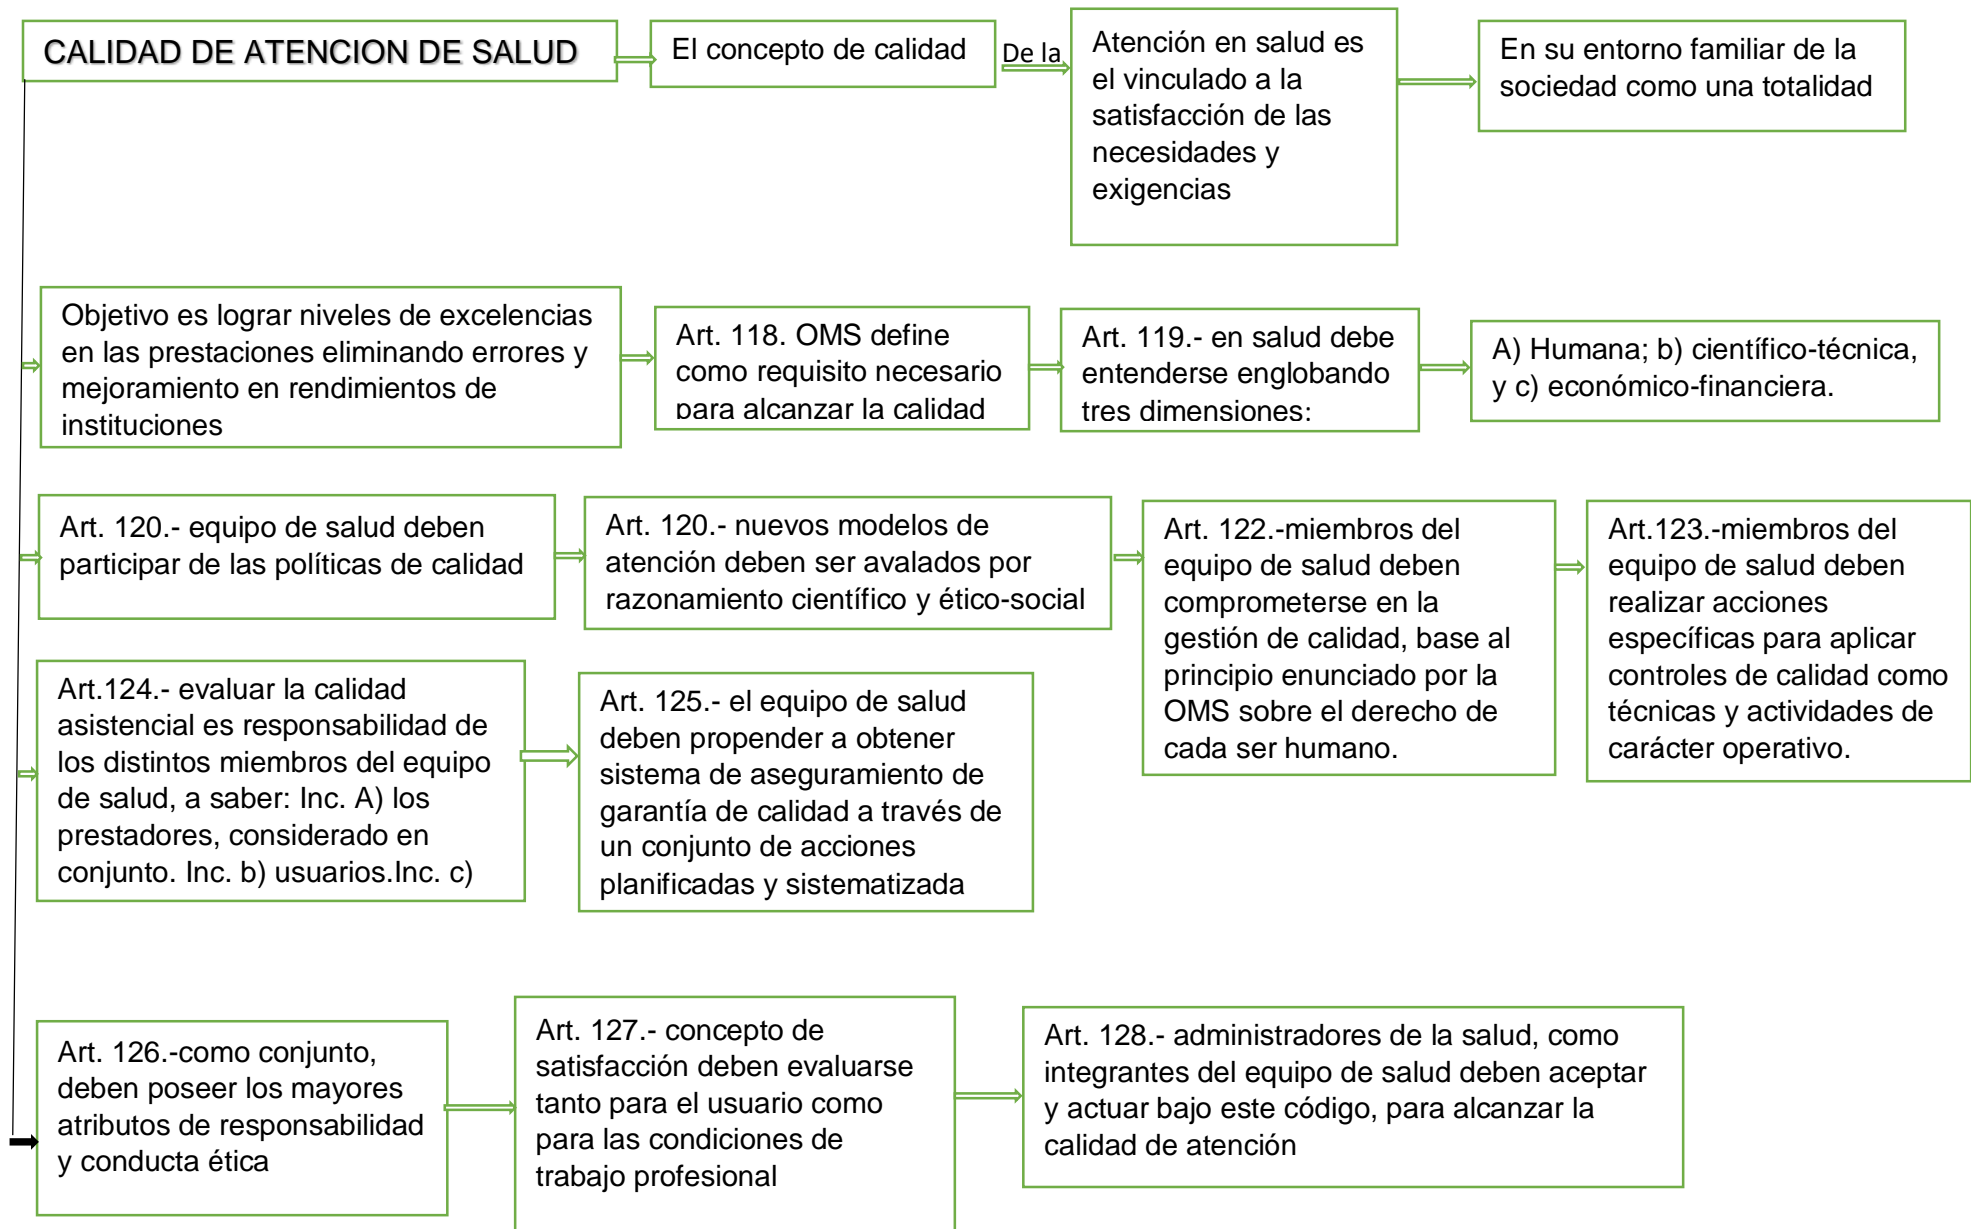 CALIDAD DE ATENCION DE SALUD
El concepto de calidad
De la
Atención en salud es
el vinculado a la
satisfacción de las
necesidades y
exigencias
En su entorno familiar de la
sociedad como una totalidad
Objetivo es lograr niveles de excelencias
en las prestaciones eliminando errores y
mejoramiento en rendimientos de
instituciones
Art. 118. OMS define
como requisito necesario
para alcanzar la calidad
Art. 119.- en salud debe
entenderse englobando
tres dimensiones:
A) Humana; b) científico-técnica,
y c) económico-financiera.
Art. 120.- equipo de salud deben
participar de las políticas de calidad
Art. 120.- nuevos modelos de
atención deben ser avalados por
razonamiento científico y ético-social
Art. 122.-miembros del
equipo de salud deben
comprometerse en la
gestión de calidad, base al
principio enunciado por la
OMS sobre el derecho de
cada ser humano.
Art.123.-miembros del
equipo de salud deben
realizar acciones
específicas para aplicar
controles de calidad como
técnicas y actividades de
carácter operativo.
Art.124.- evaluar la calidad
asistencial es responsabilidad de
los distintos miembros del equipo
de salud, a saber: Inc. A) los
prestadores, considerado en
conjunto. Inc. b) usuarios.Inc. c)
Art. 125.- el equipo de salud
deben propender a obtener
sistema de aseguramiento de
garantía de calidad a través de
un conjunto de acciones
planificadas y sistematizada
Art. 126.-como conjunto,
deben poseer los mayores
atributos de responsabilidad
y conducta ética
Art. 127.- concepto de
satisfacción deben evaluarse
tanto para el usuario como
para las condiciones de
trabajo profesional
Art. 128.- administradores de la salud, como
integrantes del equipo de salud deben aceptar
y actuar bajo este código, para alcanzar la
calidad de atención